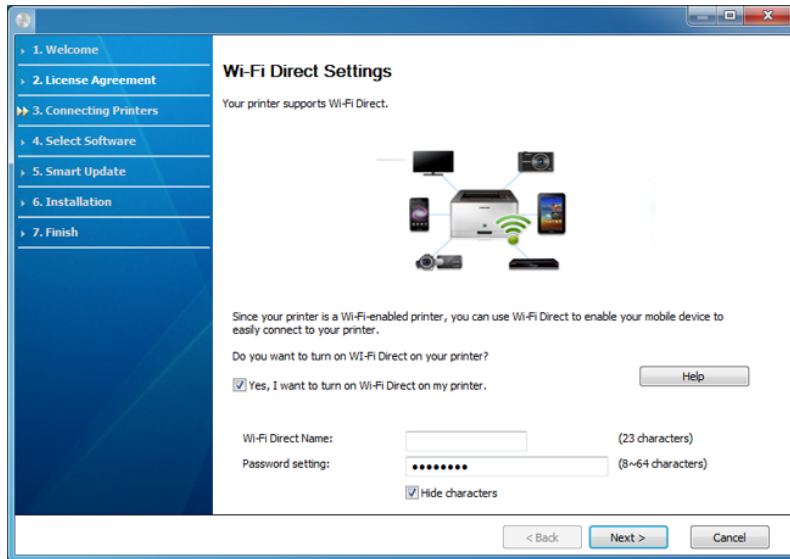 1. Welcome
2. License Agreement
3. Connecting Printers
4. Select Software
5. Smart Update
6. Installation
7. Finish
Wi-Fi Direct Settings
Your printer supports Wi-Fi Direct.
Since your printer is a Wi-Fi-enabled printer, you can use Wi-Fi Direct to enable your mobile device to
easily connect to your printer.
Do you want to turn on WI-Fi Direct on your printer?
Yes, I want to turn on Wi-Fi Direct on my printer.
Help
Wi-Fi Direct Name:
(23 characters)
Password setting:
(8~64 characters)
Hide characters
< Back
Next >
Cancel